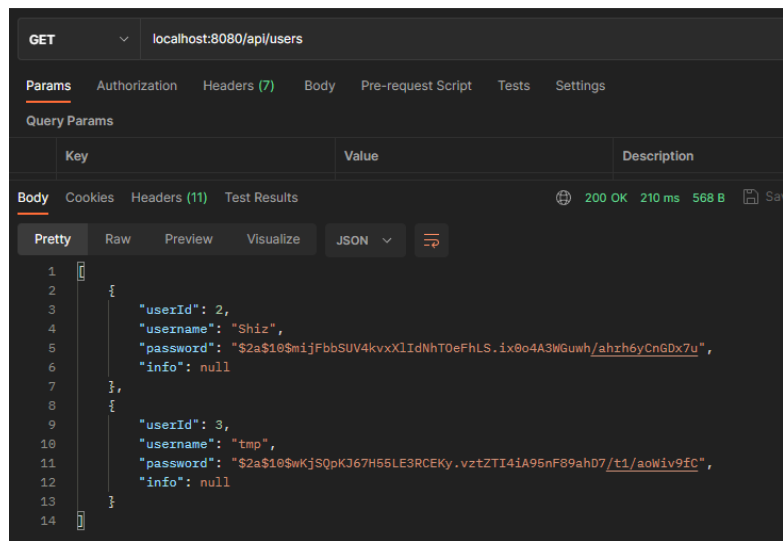 GET localhost:8080/api/users
Params Authorization Headers (7) Body Pre-request Script Tests Settings
Query Params
Key Value Description
Body Cookies Headers (11) Test Results 200 OK 210 ms 568 B
Pretty Raw Preview Visualize JSON
1 [
2 {
3 "userId": 2,
4 "username": "Shiz",
5 "password": "$2a$10$mijFbbSUV4kvxXlIdNhTOeFhLS.ix0o4A3WGuwh/ahrh6yCnGDx7u",
6 "info": null
7 },
8 {
9 "userId": 3,
10 "username": "tmp",
11 "password": "$2a$10$wKjSQpKJ67H55LE3RCEKy.vztZTI4iA95nF89ahD7/t1/aoWiv9fC",
12 "info": null
13 }
14 ]